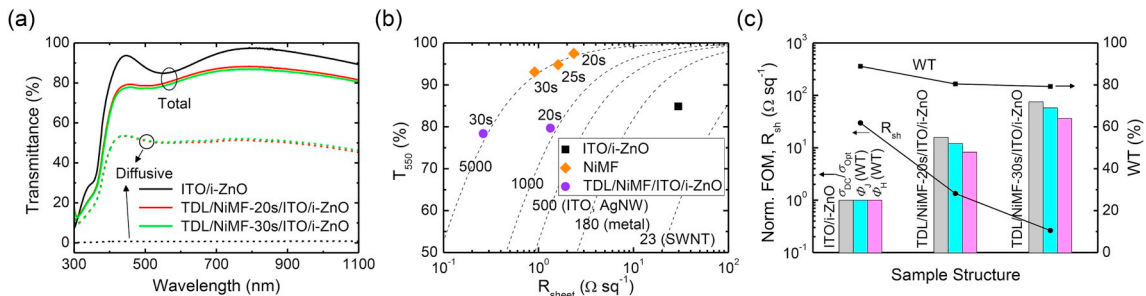 (a)
Transmittance (%)
100
80
60
40
20
0
300
500
700
900
1100
Wavelength (nm)
Total
Diffusive
ITO/i-ZnO
TDL/NiMF-20s/ITO/i-ZnO
TDL/NiMF-30s/ITO/i-ZnO
(b)
T550 (%)
100
95
90
85
80
75
70
65
60
55
50
10⁻¹
10⁰
10¹
10²
Rsheet (Ω sq⁻¹)
20s
25s
30s
20s
30s
ITO/i-ZnO
NiMF
TDL/NiMF/ITO/i-ZnO
5000
1000
500 (ITO, AgNW)
180 (metal)
23 (SWNT)
(c)
Norm. FOM, Rsh (Ω sq⁻¹)
10³
10²
10¹
10⁰
10⁻¹
WT (%)
100
80
60
40
20
0
WT
Rsh
ITO/i-ZnO
σDC/σOpt
ΦJ (WT)
ΦH (WT)
TDL/NiMF-20s/ITO/i-ZnO
TDL/NiMF-30s/ITO/i-ZnO
Sample Structure